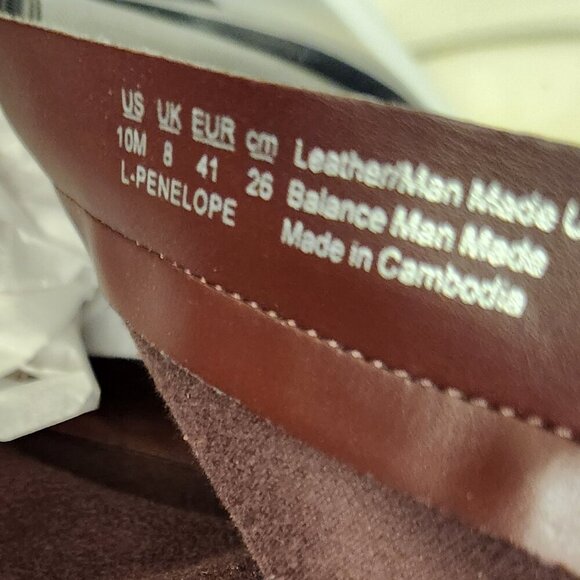 US UK EUR cm
10M 8 41 26
L-PENELOPE
Leather/Man Made U
Balance Man Made
Made in Cambodia